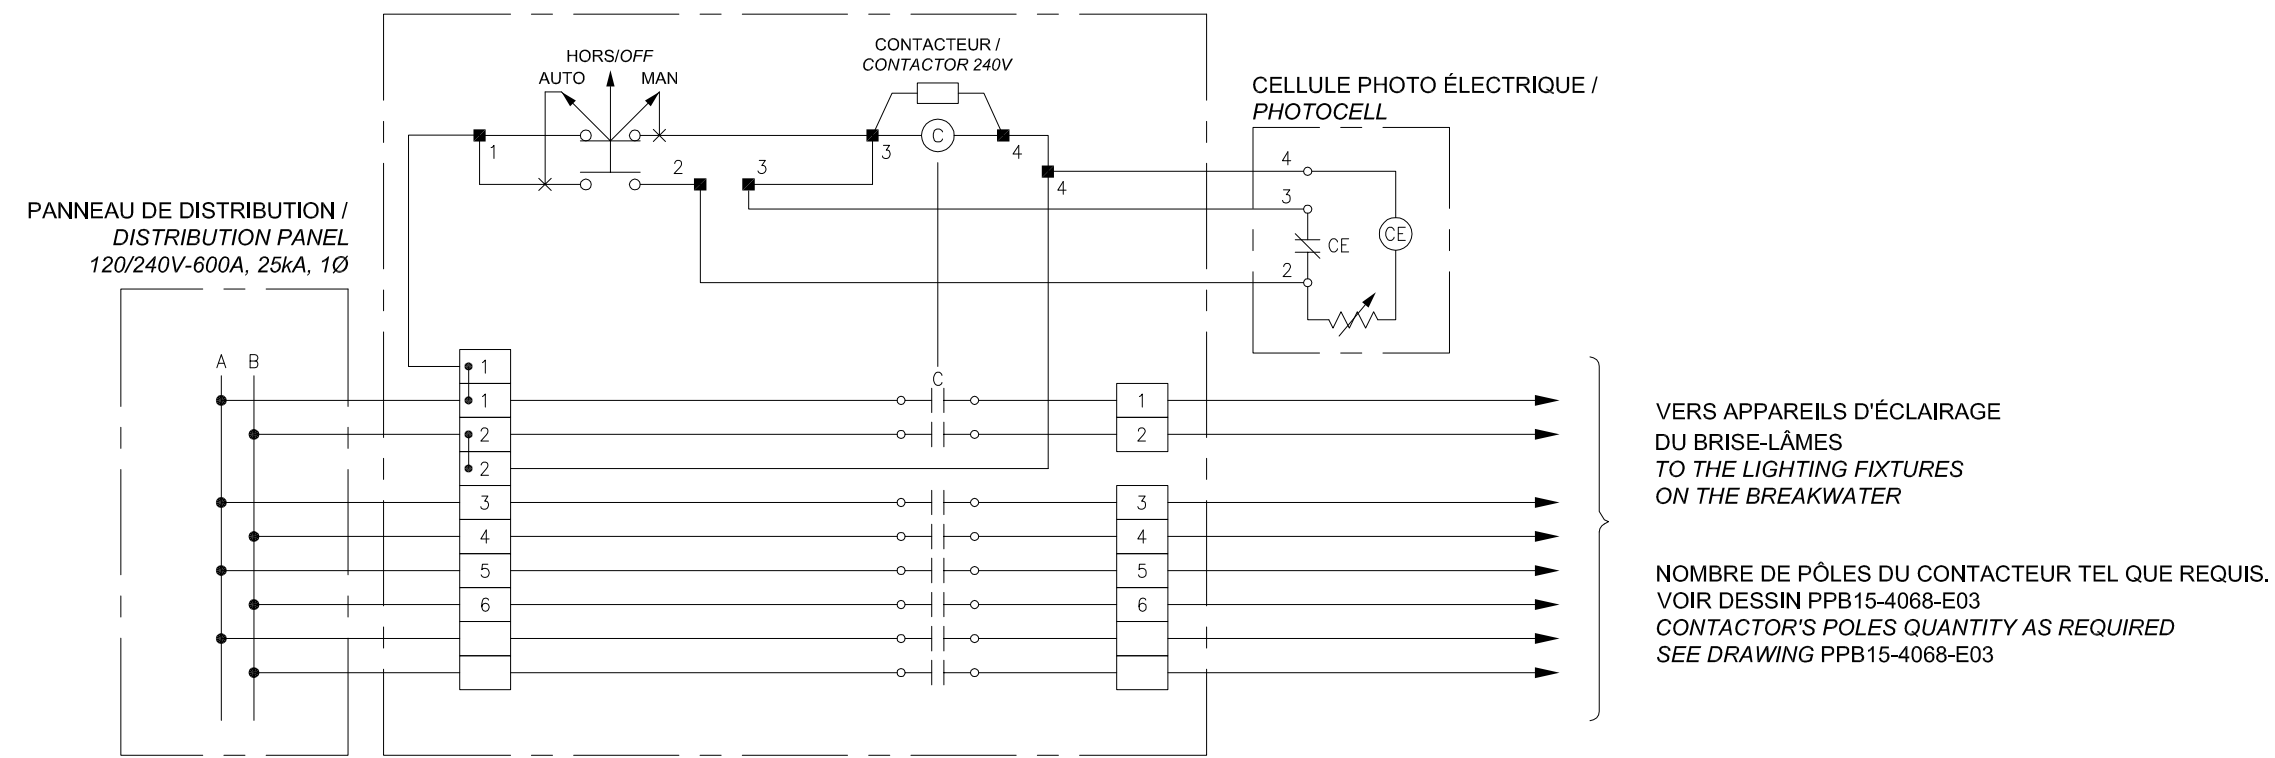 HORS/OFF
AUTO
MAN
CONTACTEUR /
CONTACTOR 240V
C
1
2
3
3
4
4
CELLULE PHOTO ÉLECTRIQUE /
PHOTOCELL
4
3
CE
CE
2
PANNEAU DE DISTRIBUTION /
DISTRIBUTION PANEL
120/240V-600A, 25kA, 1Ø
A B
1
C
1 1
2 2
2
3 3
4 4
5 5
6 6
VERS APPAREILS D'ÉCLAIRAGE
DU BRISE-LÂMES
TO THE LIGHTING FIXTURES
ON THE BREAKWATER
NOMBRE DE PÔLES DU CONTACTEUR TEL QUE REQUIS.
VOIR DESSIN PPB15-4068-E03
CONTACTOR'S POLES QUANTITY AS REQUIRED
SEE DRAWING PPB15-4068-E03